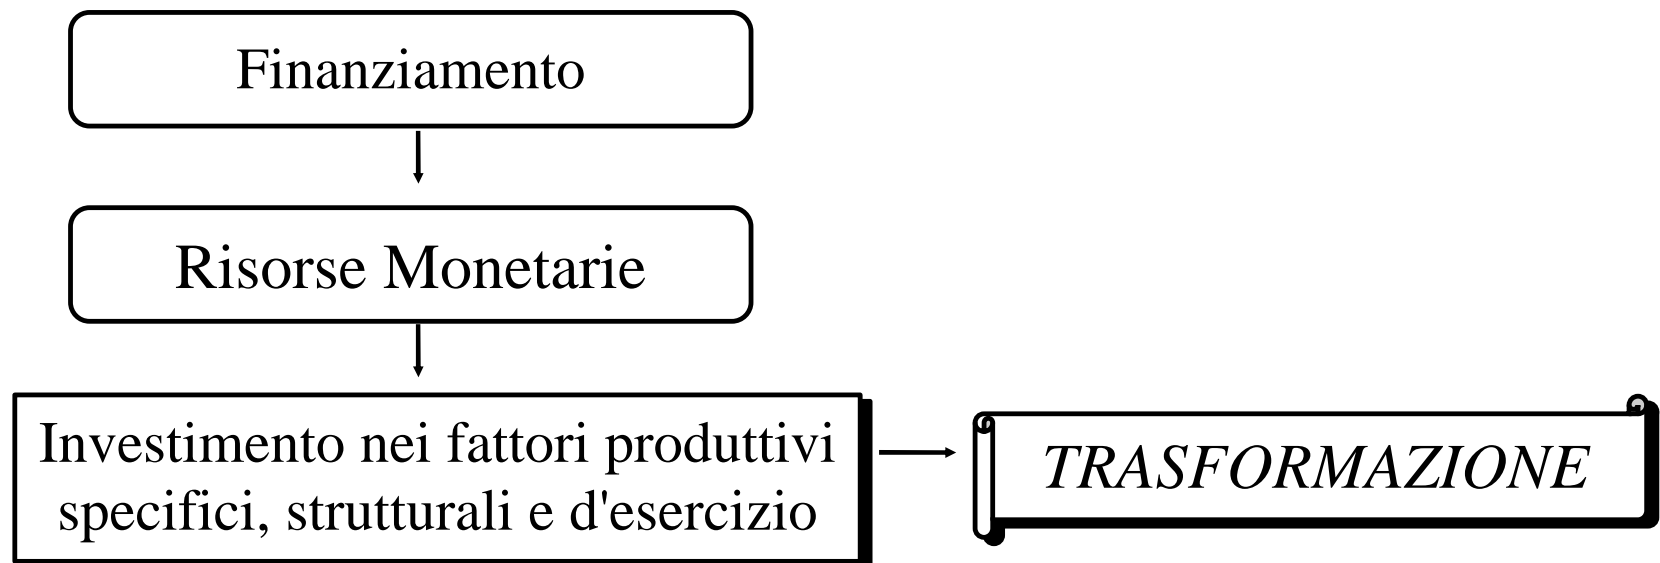 Finanziamento
Risorse Monetarie
Investimento nei fattori produttivi
specifici, strutturali e d'esercizio
TRASFORMAZIONE